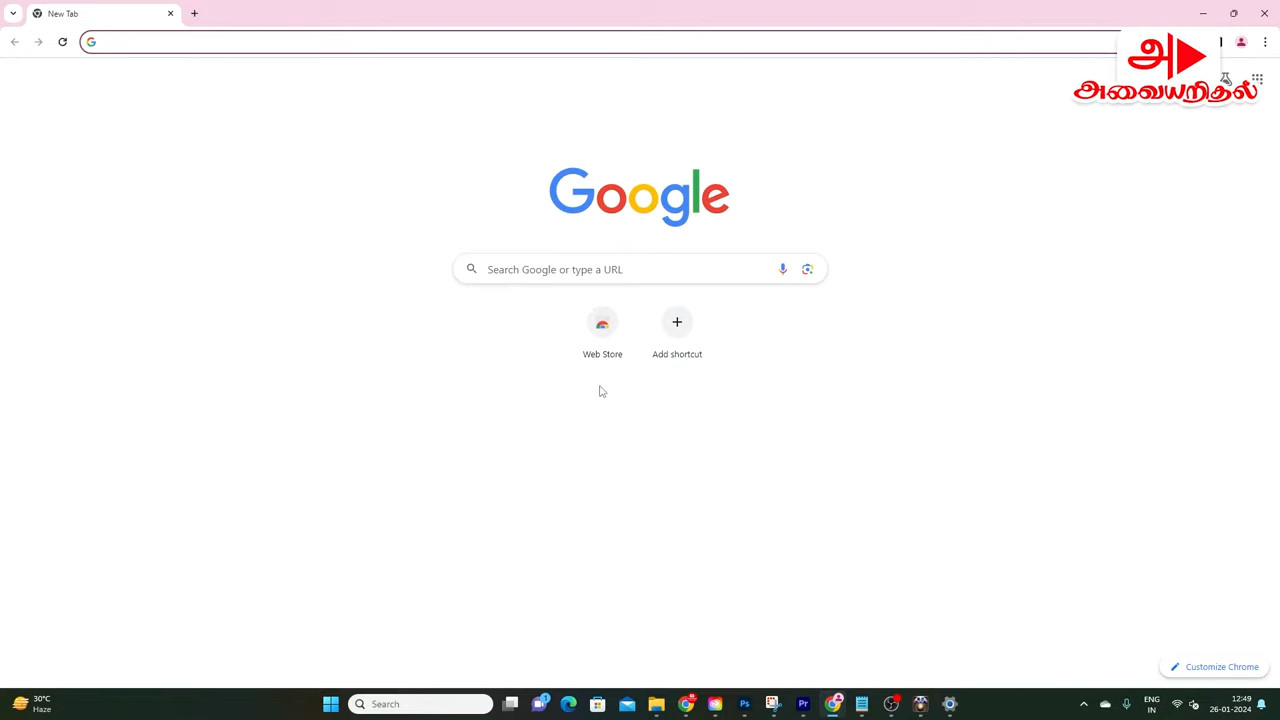 New Tab
அ
அவையறிதல்
Google
Search Google or type a URL
Web Store
Add shortcut
Customize Chrome
30°C
Haze
Search
ENG
IN
12:49
26-01-2024